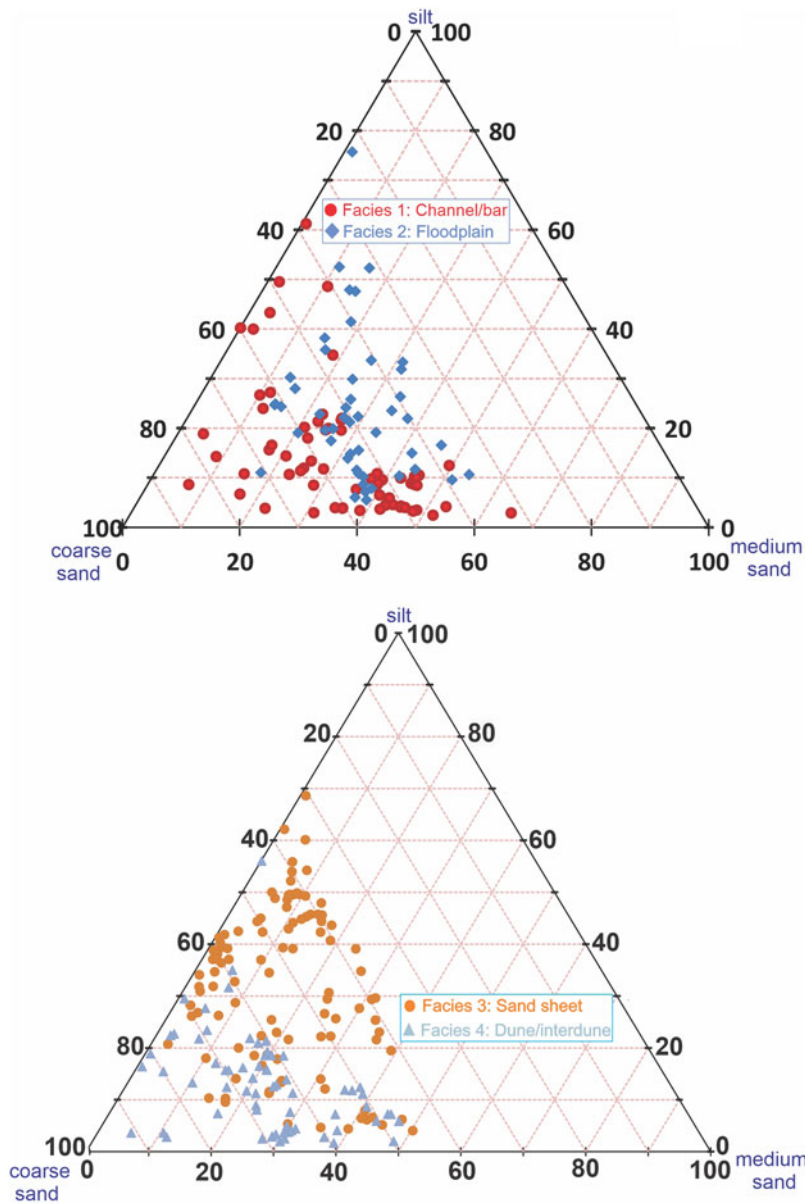 silt
0 100
20 80
Facies 1: Channel/bar
Facies 2: Floodplain
40 60
60 40
80 20
100 0
0 20 40 60 80 100
coarse
sand
medium
sand
silt
0 100
20 80
40 60
Facies 3: Sand sheet
Facies 4: Dune/interdune
60 40
80 20
100 0
0 20 40 60 80 100
coarse
sand
medium
sand